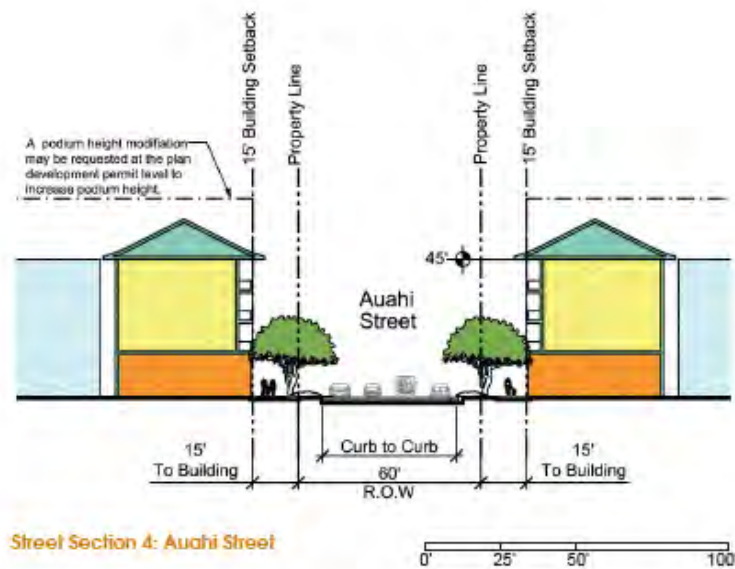 15' Building Setback
Property Line
Property Line
15' Building Setback
A podium height modifiation
may be requested at the plan
development permit level to
increase podium height.
45'
Auahi
Street
15'
To Building
Curb to Curb
60'
R.O.W
15'
To Building
Street Section 4: Auahi Street
0' 25' 50' 100